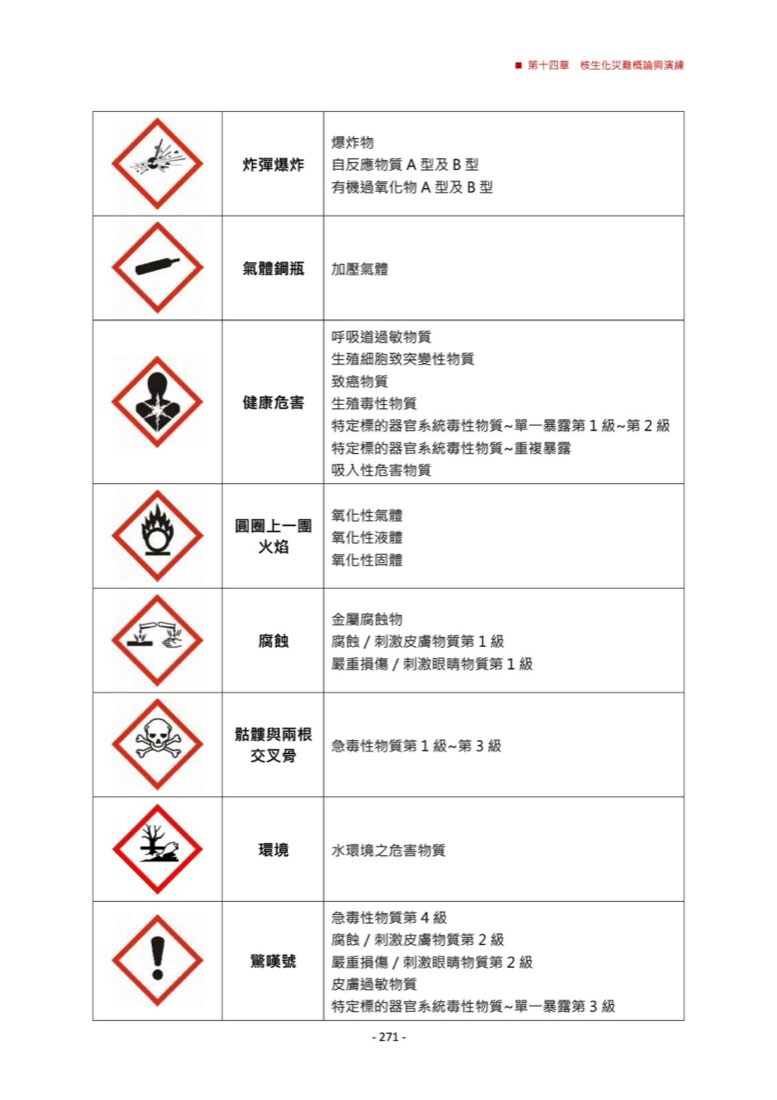 ■ 第十四章 核生化災難概論與演練
炸彈爆炸
爆炸物
自反應物質 A 型及 B 型
有機過氧化物 A 型及 B 型
氣體鋼瓶
加壓氣體
健康危害
呼吸道過敏物質
生殖細胞致突變性物質
致癌物質
生殖毒性物質
特定標的器官系統毒性物質~單一暴露第 1 級~第 2 級
特定標的器官系統毒性物質~重複暴露
吸入性危害物質
圓圈上一團
火焰
氧化性氣體
氧化性液體
氧化性固體
腐蝕
金屬腐蝕物
腐蝕 / 刺激皮膚物質第 1 級
嚴重損傷 / 刺激眼睛物質第 1 級
骷髏與兩根
交叉骨
急毒性物質第 1 級~第 3 級
環境
水環境之危害物質
驚嘆號
急毒性物質第 4 級
腐蝕 / 刺激皮膚物質第 2 級
嚴重損傷 / 刺激眼睛物質第 2 級
皮膚過敏物質
特定標的器官系統毒性物質~單一暴露第 3 級
- 271 -